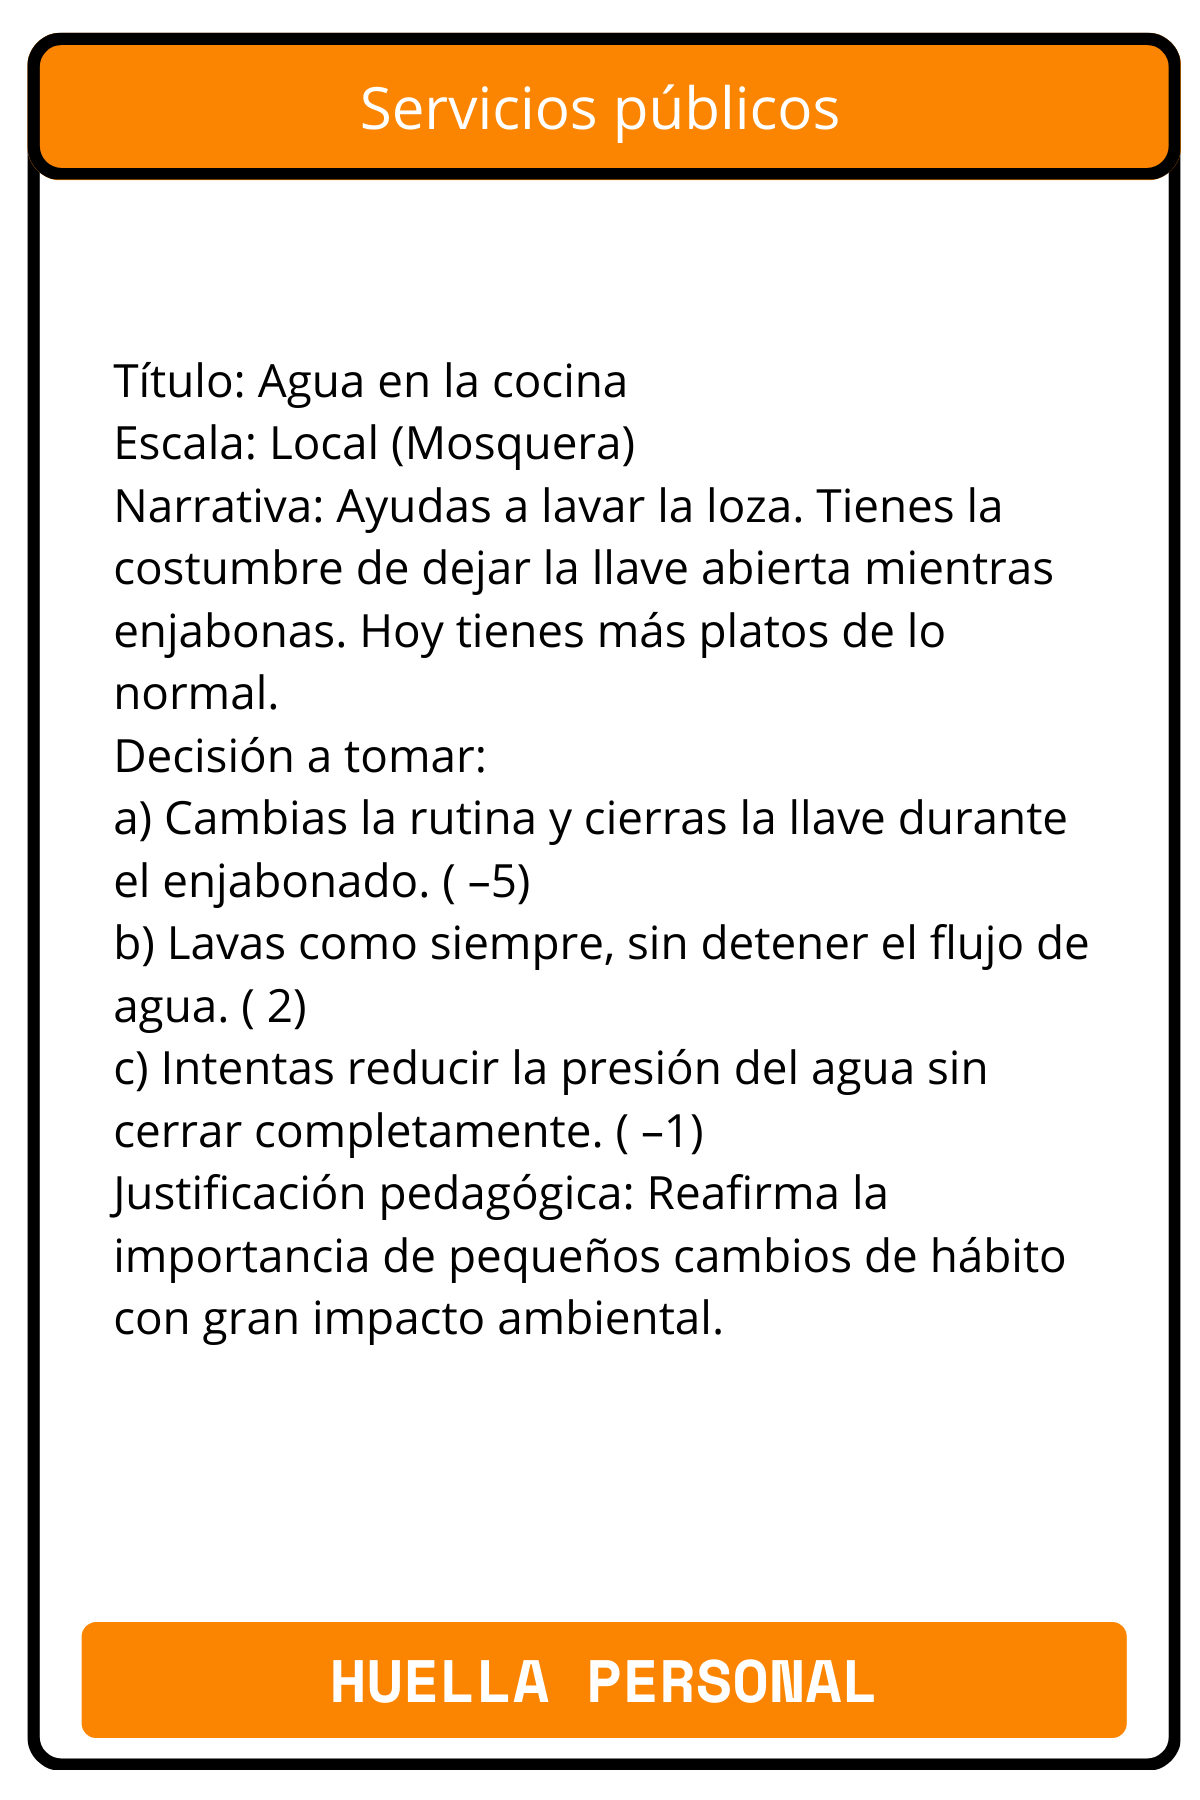 Servicios públicos
Título: Agua en la cocina
Escala: Local (Mosquera)
Narrativa: Ayudas a lavar la loza. Tienes la
costumbre de dejar la llave abierta mientras
enjabonas. Hoy tienes más platos de lo
normal.
Decisión a tomar:
a) Cambias la rutina y cierras la llave durante
el enjabonado. ( –5)
b) Lavas como siempre, sin detener el flujo de
agua. ( 2)
c) Intentas reducir la presión del agua sin
cerrar completamente. ( –1)
Justificación pedagógica: Reafirma la
importancia de pequeños cambios de hábito
con gran impacto ambiental.
HUELLA PERSONAL